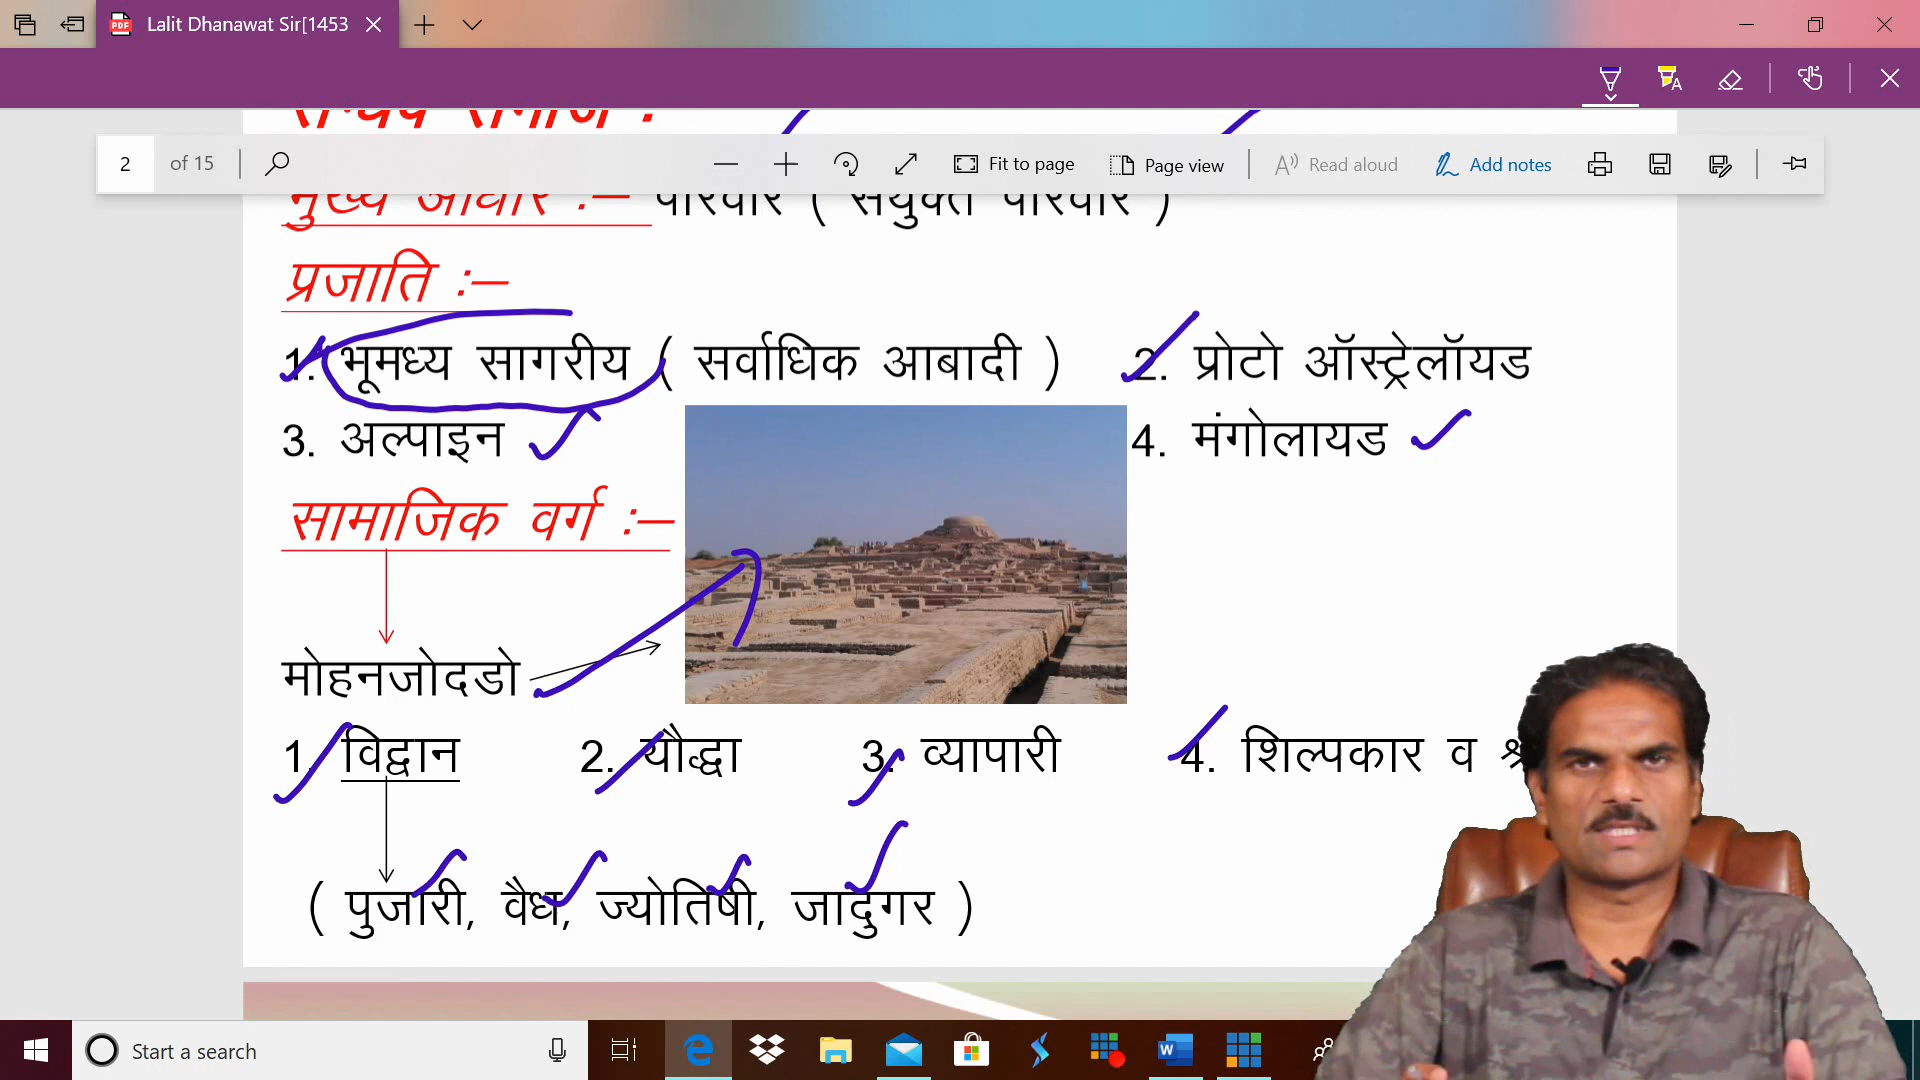 Lalit Dhanawat Sir[1453
2 of 15 Fit to page Page view Read aloud Add notes
मुख्य आधार :— परिवार ( संयुक्त परिवार )
प्रजाति :—
1. भूमध्य सागरीय ( सर्वाधिक आबादी ) 2. प्रोटो ऑस्ट्रेलॉयड
3. अल्पाइन 4. मंगोलायड
सामाजिक वर्ग :—
मोहनजोदडो
1. विद्वान 2. यौद्धा 3. व्यापारी 4. शिल्पकार व
( पुजारी, वैध, ज्योतिषी, जादुगर )
Start a search